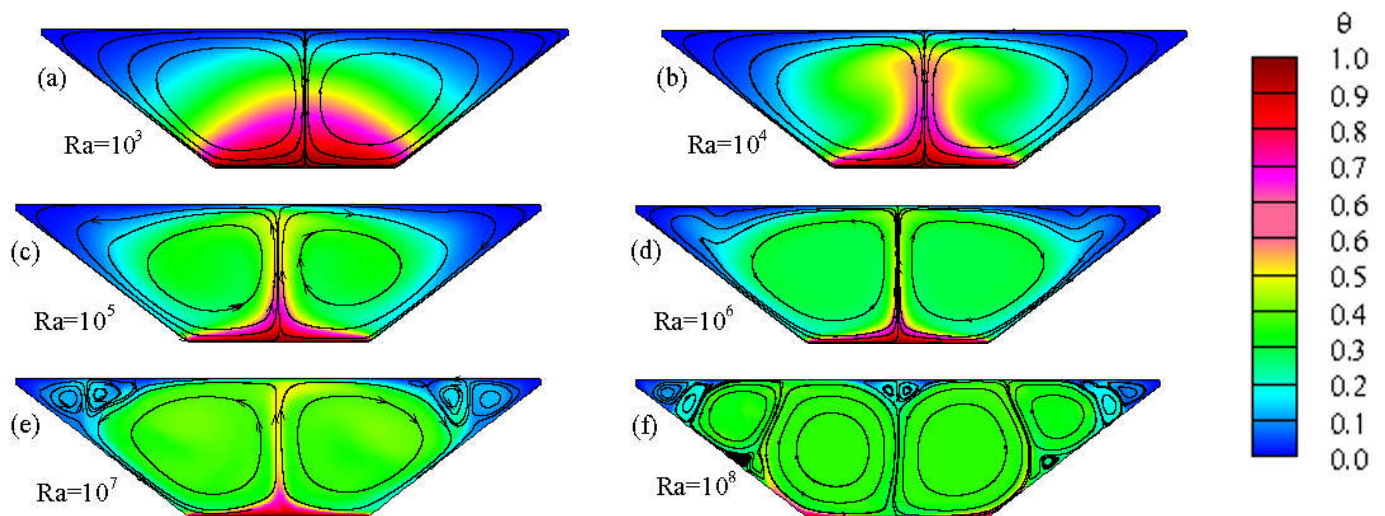 (a)
Ra=10³
(b)
Ra=10⁴
(c)
Ra=10⁵
(d)
Ra=10⁶
(e)
Ra=10⁷
(f)
Ra=10⁸
θ
1.0
0.9
0.8
0.7
0.6
0.6
0.5
0.4
0.3
0.2
0.1
0.0